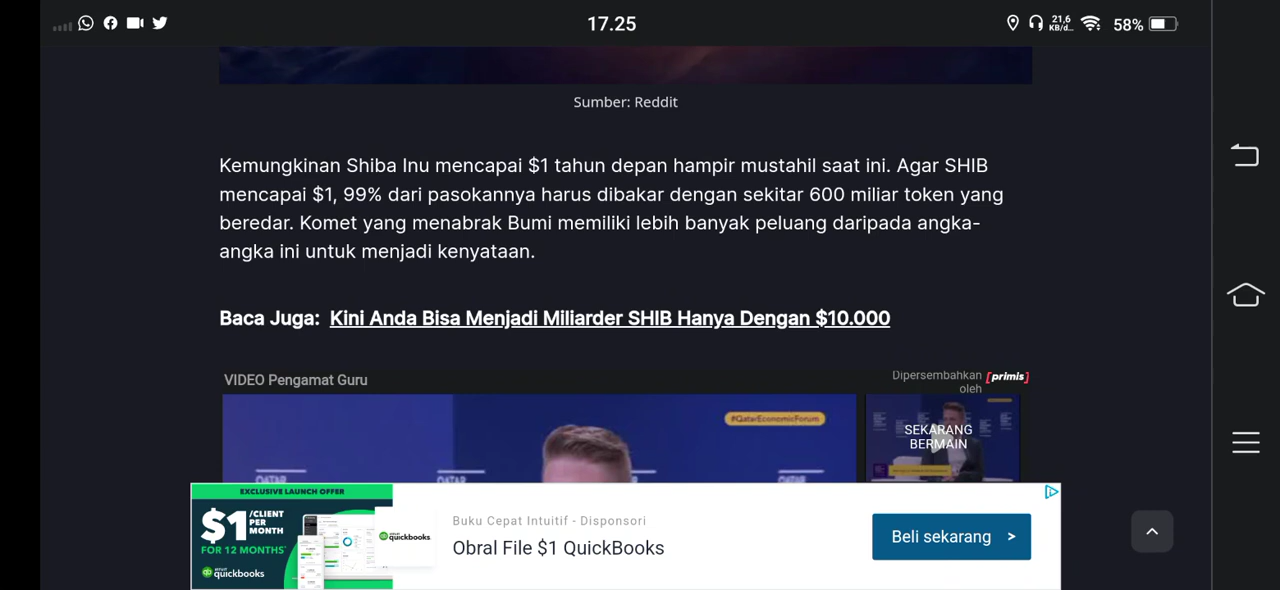 17.25
21,6
KB/d...
58%
Sumber: Reddit
Kemungkinan Shiba Inu mencapai $1 tahun depan hampir mustahil saat ini. Agar SHIB
mencapai $1, 99% dari pasokannya harus dibakar dengan sekitar 600 miliar token yang
beredar. Komet yang menabrak Bumi memiliki lebih banyak peluang daripada angka-
angka ini untuk menjadi kenyataan.
Baca Juga: Kini Anda Bisa Menjadi Miliarder SHIB Hanya Dengan $10.000
VIDEO Pengamat Guru
Dipersembahkan
oleh
[primis]
#QatarEconomicForum
SEKARANG
BERMAIN
QATAR
EXCLUSIVE LAUNCH OFFER
$1 /CLIENT
PER
MONTH
FOR 12 MONTHS*
intuit
quickbooks
quickbooks
Buku Cepat Intuitif - Disponsori
Obral File $1 QuickBooks
Beli sekarang >